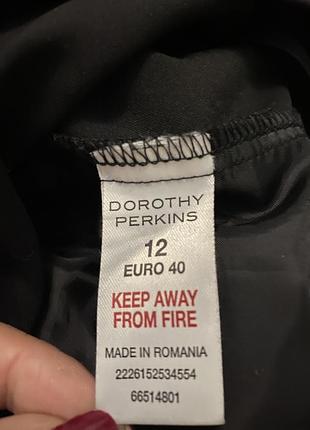 DOROTHY
PERKINS
12
EURO 40
KEEP AWAY
FROM FIRE
MADE IN ROMANIA
2226152534554
66514801